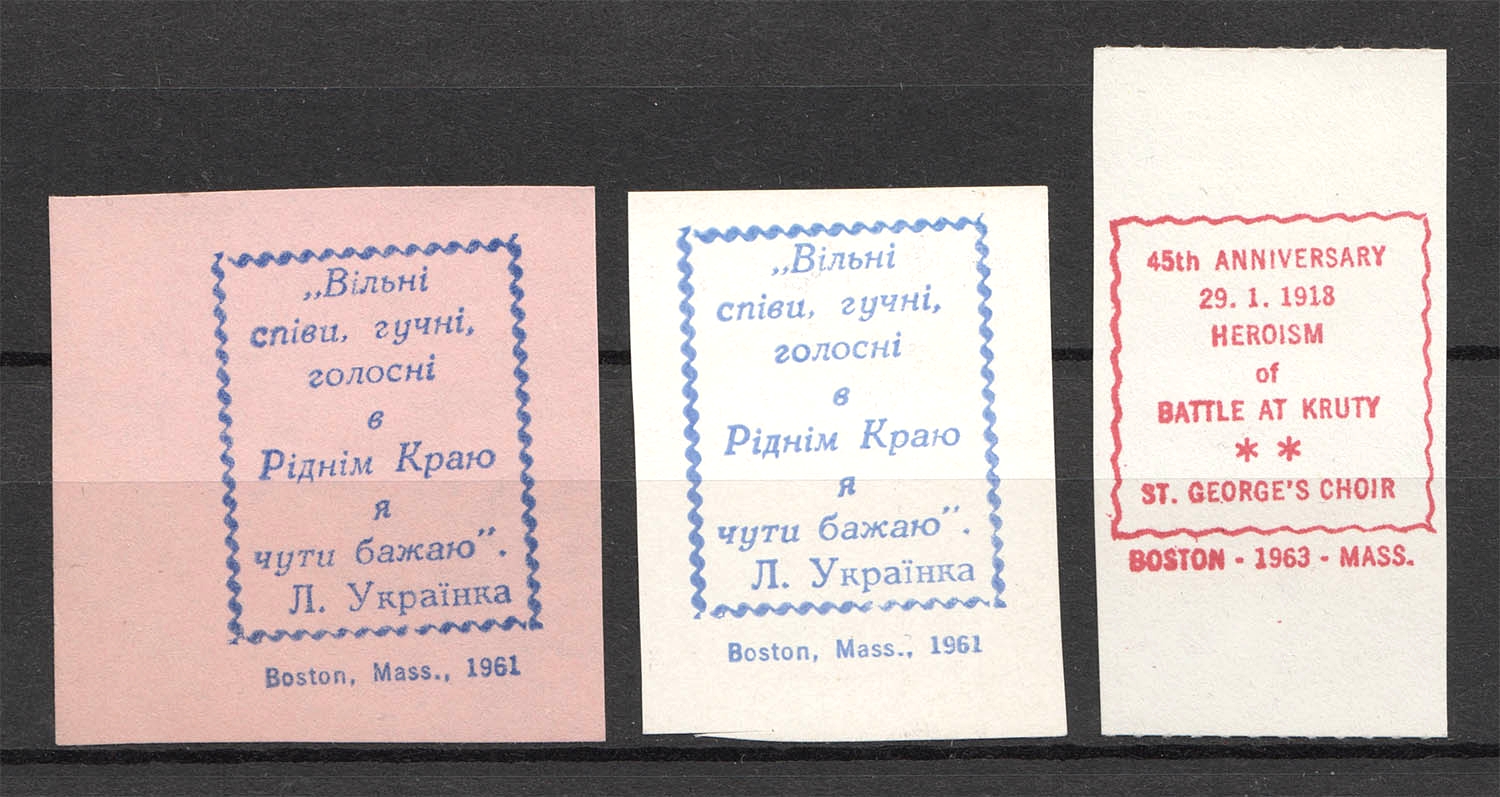 „Вільні
співи, гучні,
голосні
в
Ріднім Краю
я
чути бажаю".
Л. Українка
Boston, Mass., 1961
„Вільні
співи, гучні,
голосні
в
Ріднім Краю
я
чути бажаю".
Л. Українка
Boston, Mass., 1961
45th ANNIVERSARY
29. 1. 1918
HEROISM
of
BATTLE AT KRUTY
* *
ST. GEORGE'S CHOIR
BOSTON - 1963 - MASS.